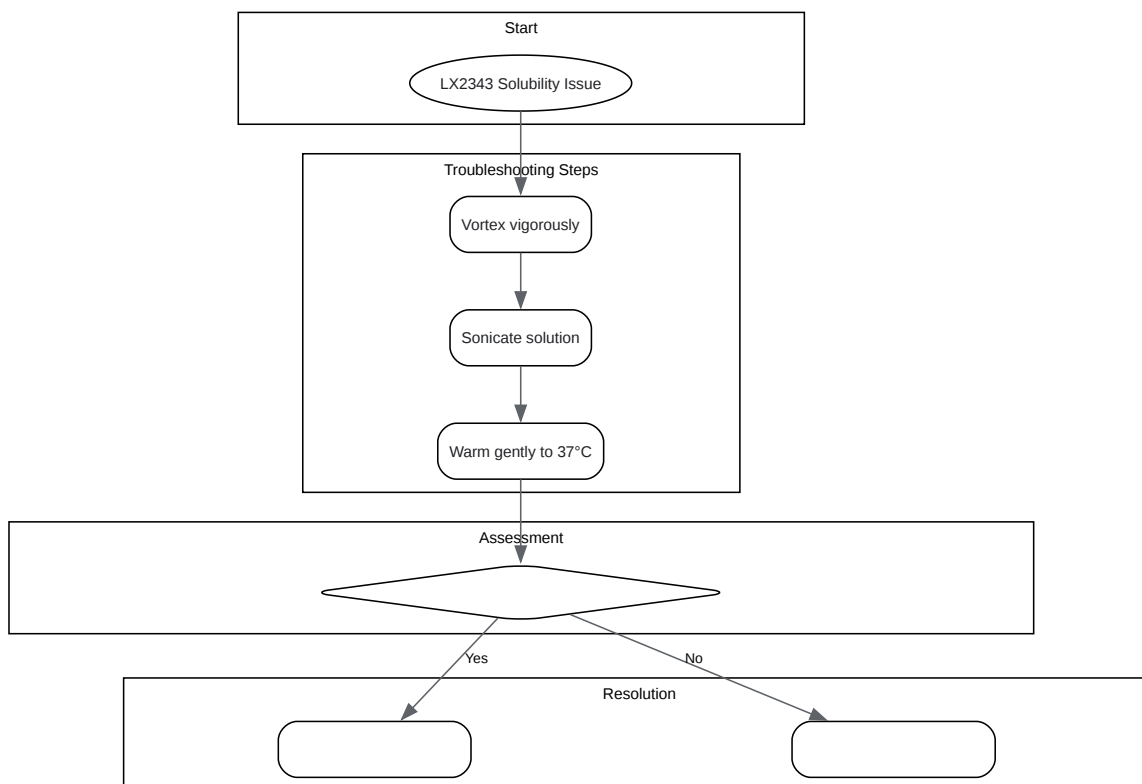 Start
LX2343 Solubility Issue
Troubleshooting Steps
Vortex vigorously
Sonicate solution
Warm gently to 37°C
Assessment
Yes
No
Resolution